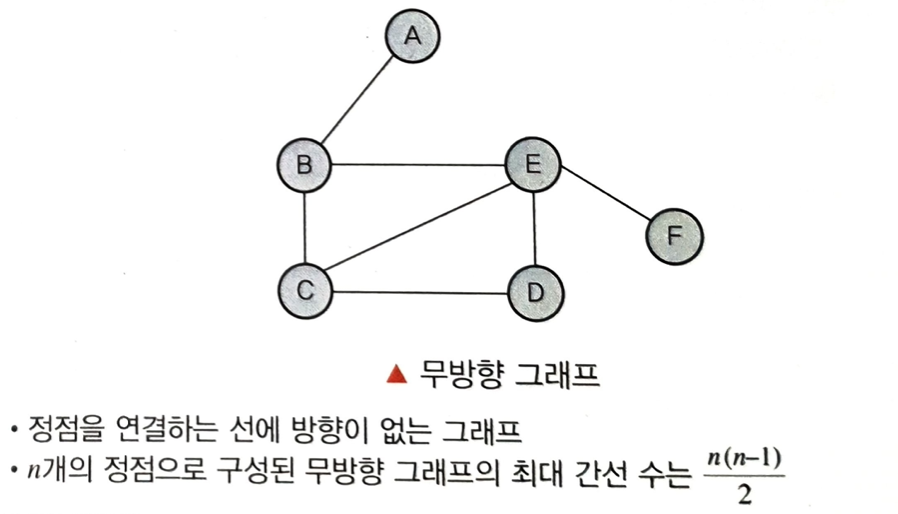 A
B
E
F
C
D
▲ 무방향 그래프
• 정점을 연결하는 선에 방향이 없는 그래프
• n개의 정점으로 구성된 무방향 그래프의 최대 간선 수는 n(n–1)/2